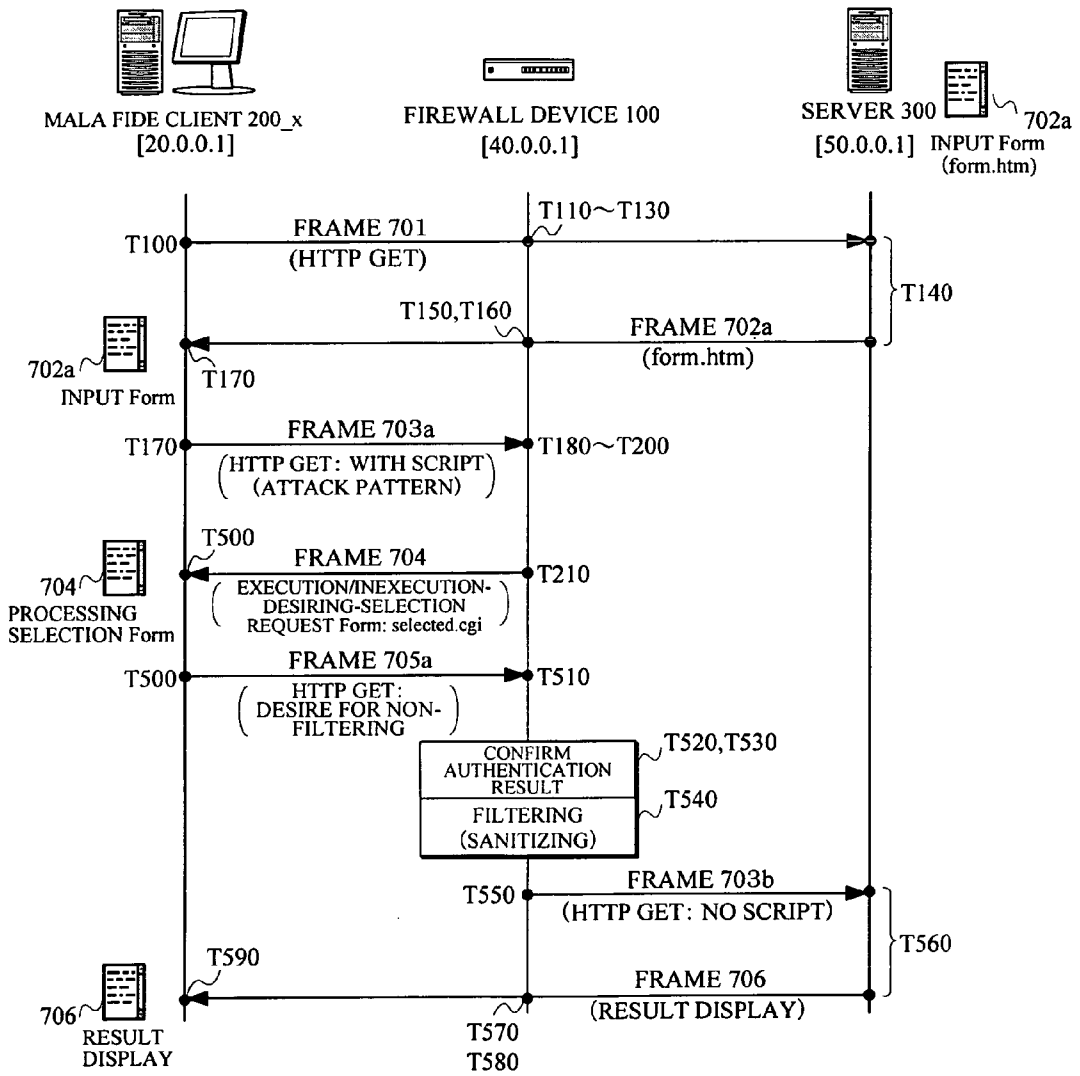 MALA FIDE CLIENT 200_x
[20.0.0.1]
FIREWALL DEVICE 100
[40.0.0.1]
SERVER 300
[50.0.0.1]
702a
INPUT Form
(form.htm)
T100
FRAME 701
(HTTP GET)
T110～T130
T140
T150,T160
FRAME 702a
(form.htm)
702a
INPUT Form
T170
T170
FRAME 703a
(HTTP GET: WITH SCRIPT
(ATTACK PATTERN)
T180～T200
T500
704
PROCESSING
SELECTION Form
FRAME 704
(EXECUTION/INEXECUTION-
DESIRING-SELECTION
REQUEST Form: selected.cgi)
T210
T500
FRAME 705a
(HTTP GET:
DESIRE FOR NON-
FILTERING)
T510
CONFIRM
AUTHENTICATION
RESULT
T520,T530
FILTERING
(SANITIZING)
T540
T550
FRAME 703b
(HTTP GET: NO SCRIPT)
T560
T590
706
RESULT
DISPLAY
FRAME 706
(RESULT DISPLAY)
T570
T580